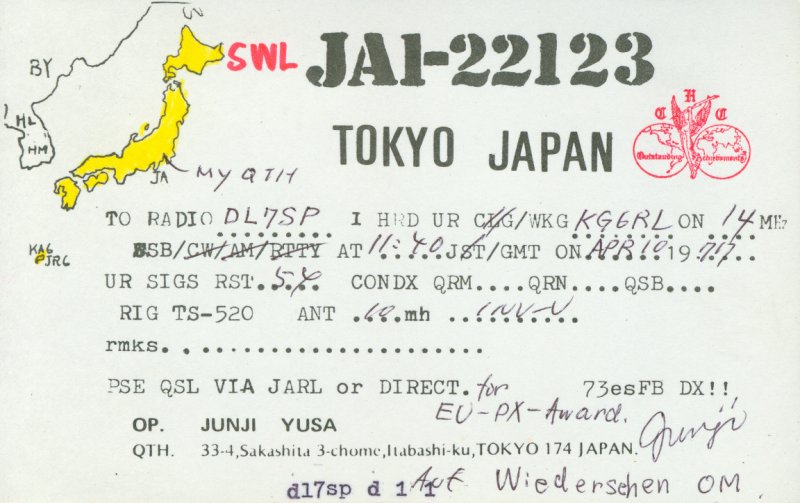 BY
HL
HM
JA
SWL JA1-22123
C H C
TOKYO JAPAN
Outstanding Achievements
MY QTH
TO RADIO DL7SP I HRD UR CLG/WKG KG6RL ON 14 MHz
KA6
JR6
SSB/CW/AM/RTTY AT 11:40 JST/GMT ON APR 10 1977
UR SIGS RST 54 CONDX QRM....QRN....QSB....
RIG TS-520 ANT .10.mh ..INV-V
rmks.
PSE QSL VIA JARL or DIRECT. for 73esFB DX!!
EU-PX-Award.
OP. JUNJI YUSA
Junji
QTH. 33-4,Sakashita 3-chome,Itabashi-ku,TOKYO 174 JAPAN.
dl7sp d 1 1
Auf Wiedersehen OM